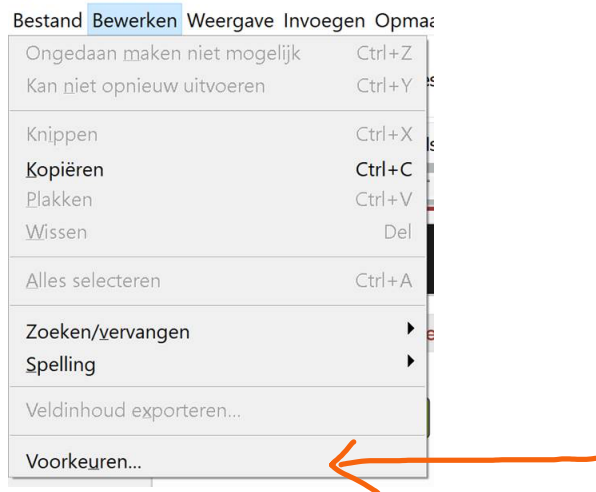 Bestand Bewerken Weergave Invoegen
Ongedaan maken niet mogelijk Ctrl+Z
Kan niet opnieuw uitvoeren Ctrl+Y
Knippen Ctrl+X
Kopiëren Ctrl+C
Plakken Ctrl+V
Wissen Del
Alles selecteren Ctrl+A
Zoeken/vervangen
Spelling
Veldinhoud exporteren...
Voorkeuren...